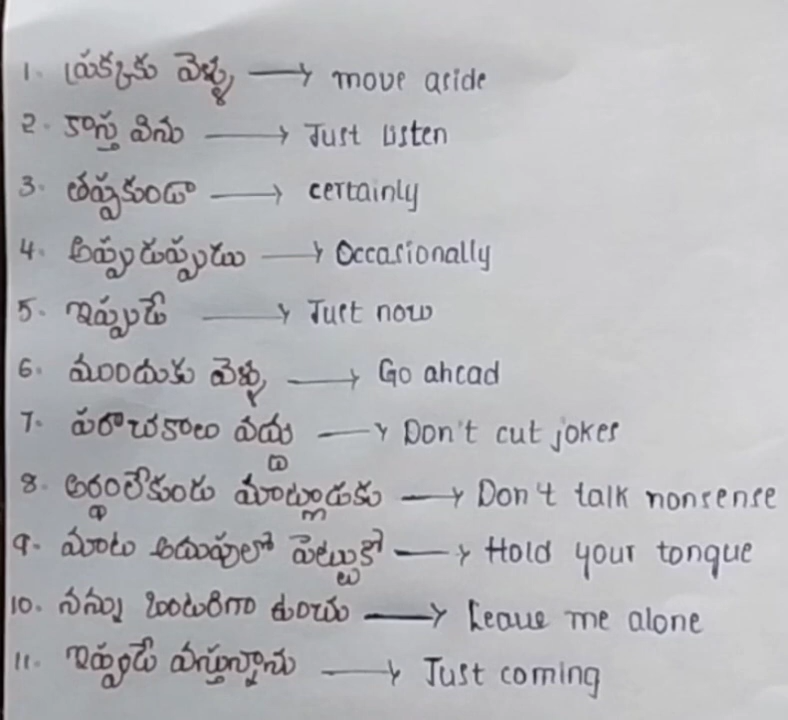 1. ప్రక్కకు వెళ్ళు → move aside
2. కాస్త విను → Just listen
3. తప్పకుండా → certainly
4. అప్పుడప్పుడు → Occasionally
5. ఇప్పుడే → Just now
6. ముందుకు వెళ్ళు → Go ahead
7. పరాచకాలు వద్దు → Don't cut jokes
8. అర్థంలేకుండ మాట్లాడకు → Don't talk nonsense
9. మాట అదుపులో పెట్టుకో → Hold your tongue
10. నన్ను ఒంటరిగా ఉంచు → Leave me alone
11. ఇప్పుడే వస్తున్నాను → Just coming